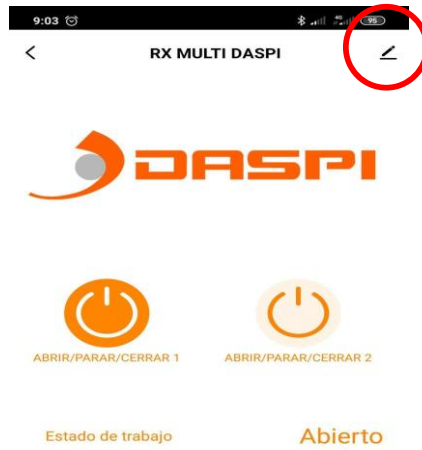 9:03
95
RX MULTI DASPI
DASPI
ABRIR/PARAR/CERRAR 1
ABRIR/PARAR/CERRAR 2
Estado de trabajo
Abierto